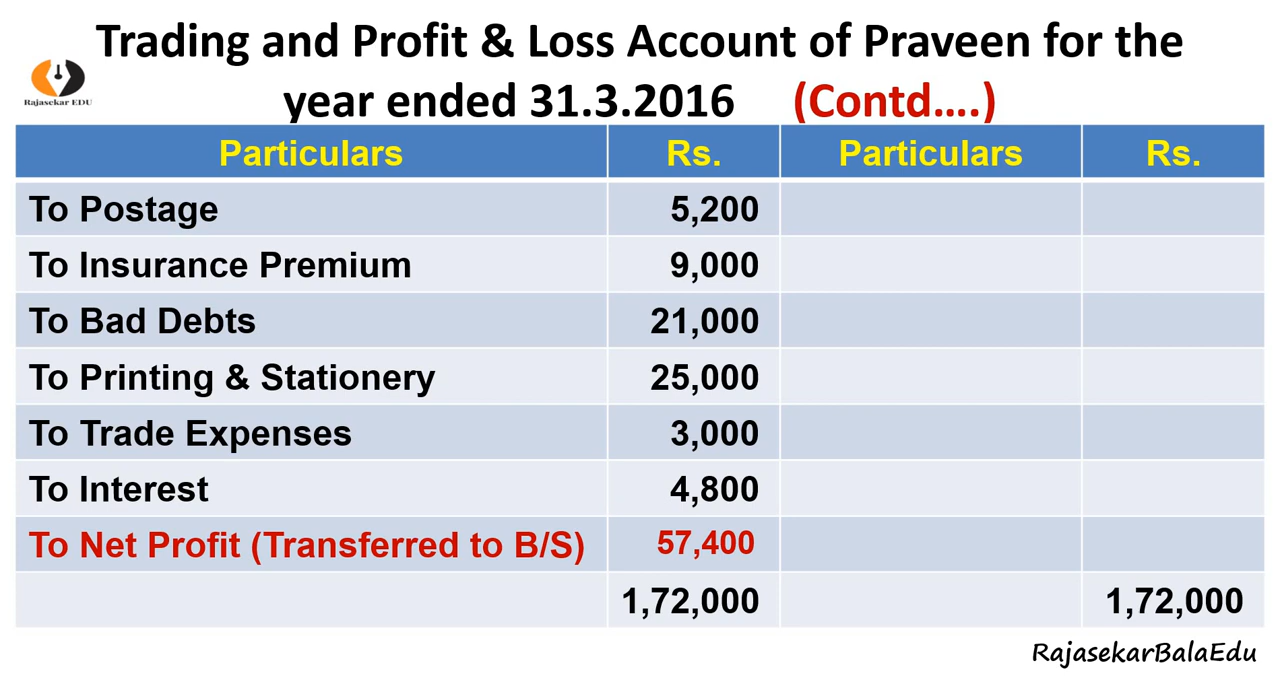 Trading and Profit & Loss Account of Praveen for the
year ended 31.3.2016 (Contd....)
Rajasekar EDU
Particulars Rs. Particulars Rs.
To Postage 5,200
To Insurance Premium 9,000
To Bad Debts 21,000
To Printing & Stationery 25,000
To Trade Expenses 3,000
To Interest 4,800
To Net Profit (Transferred to B/S) 57,400
1,72,000 1,72,000
RajasekarBalaEdu